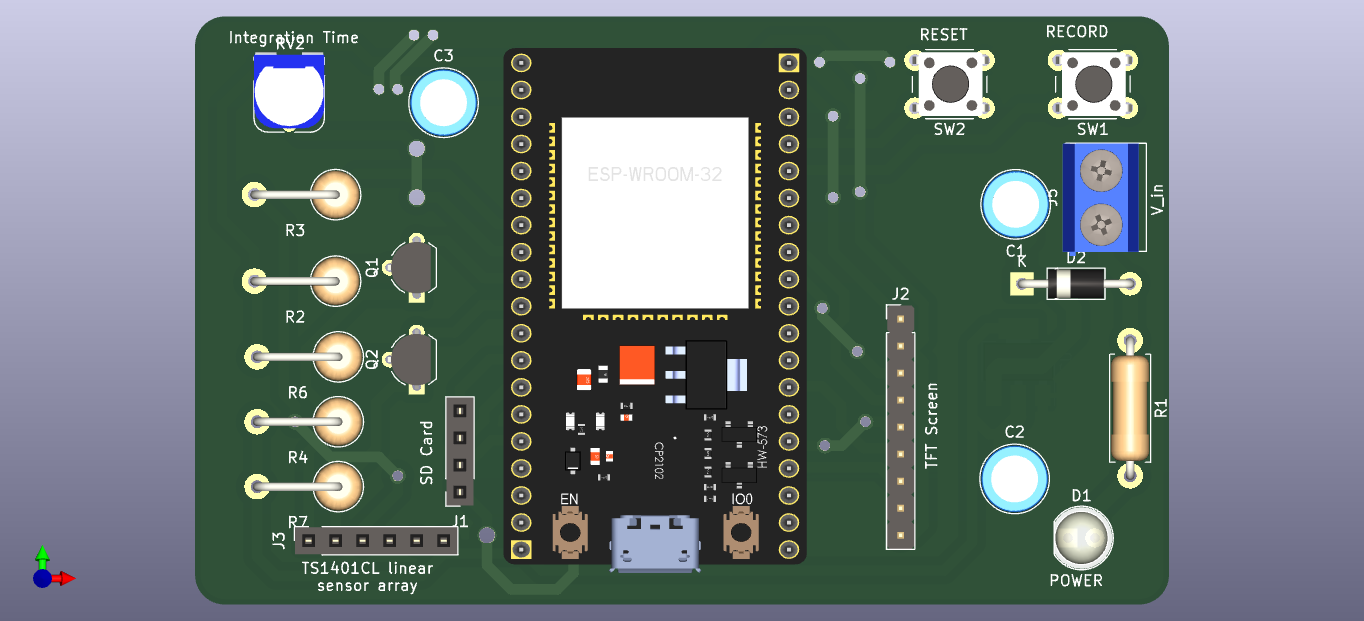 Integration Time
RV2
C3
RESET
RECORD
SW2
SW1
ESP-WROOM-32
J5
V_in
C1
K
D2
R3
Q1
R2
J2
Q2
R6
TFT Screen
R1
SD Card
R4
C2
CP2102
HW-573
EN
IO0
D1
R7
J1
J3
TS1401CL linear
sensor array
POWER